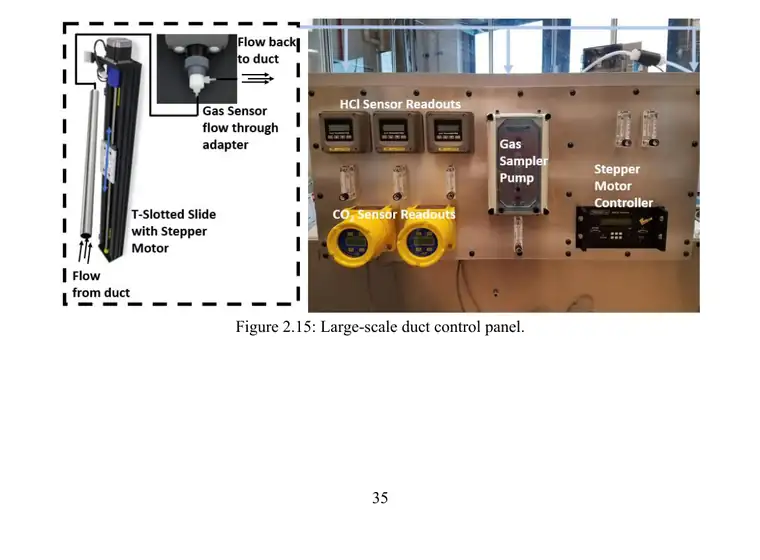 Flow back
to duct
Gas Sensor
flow through
adapter
T-Slotted Slide
with Stepper
Motor
Flow
from duct
HCl Sensor Readouts
Gas
Sampler
Pump
Stepper
Motor
Controller
CO₂ Sensor Readouts
Figure 2.15: Large-scale duct control panel.
35